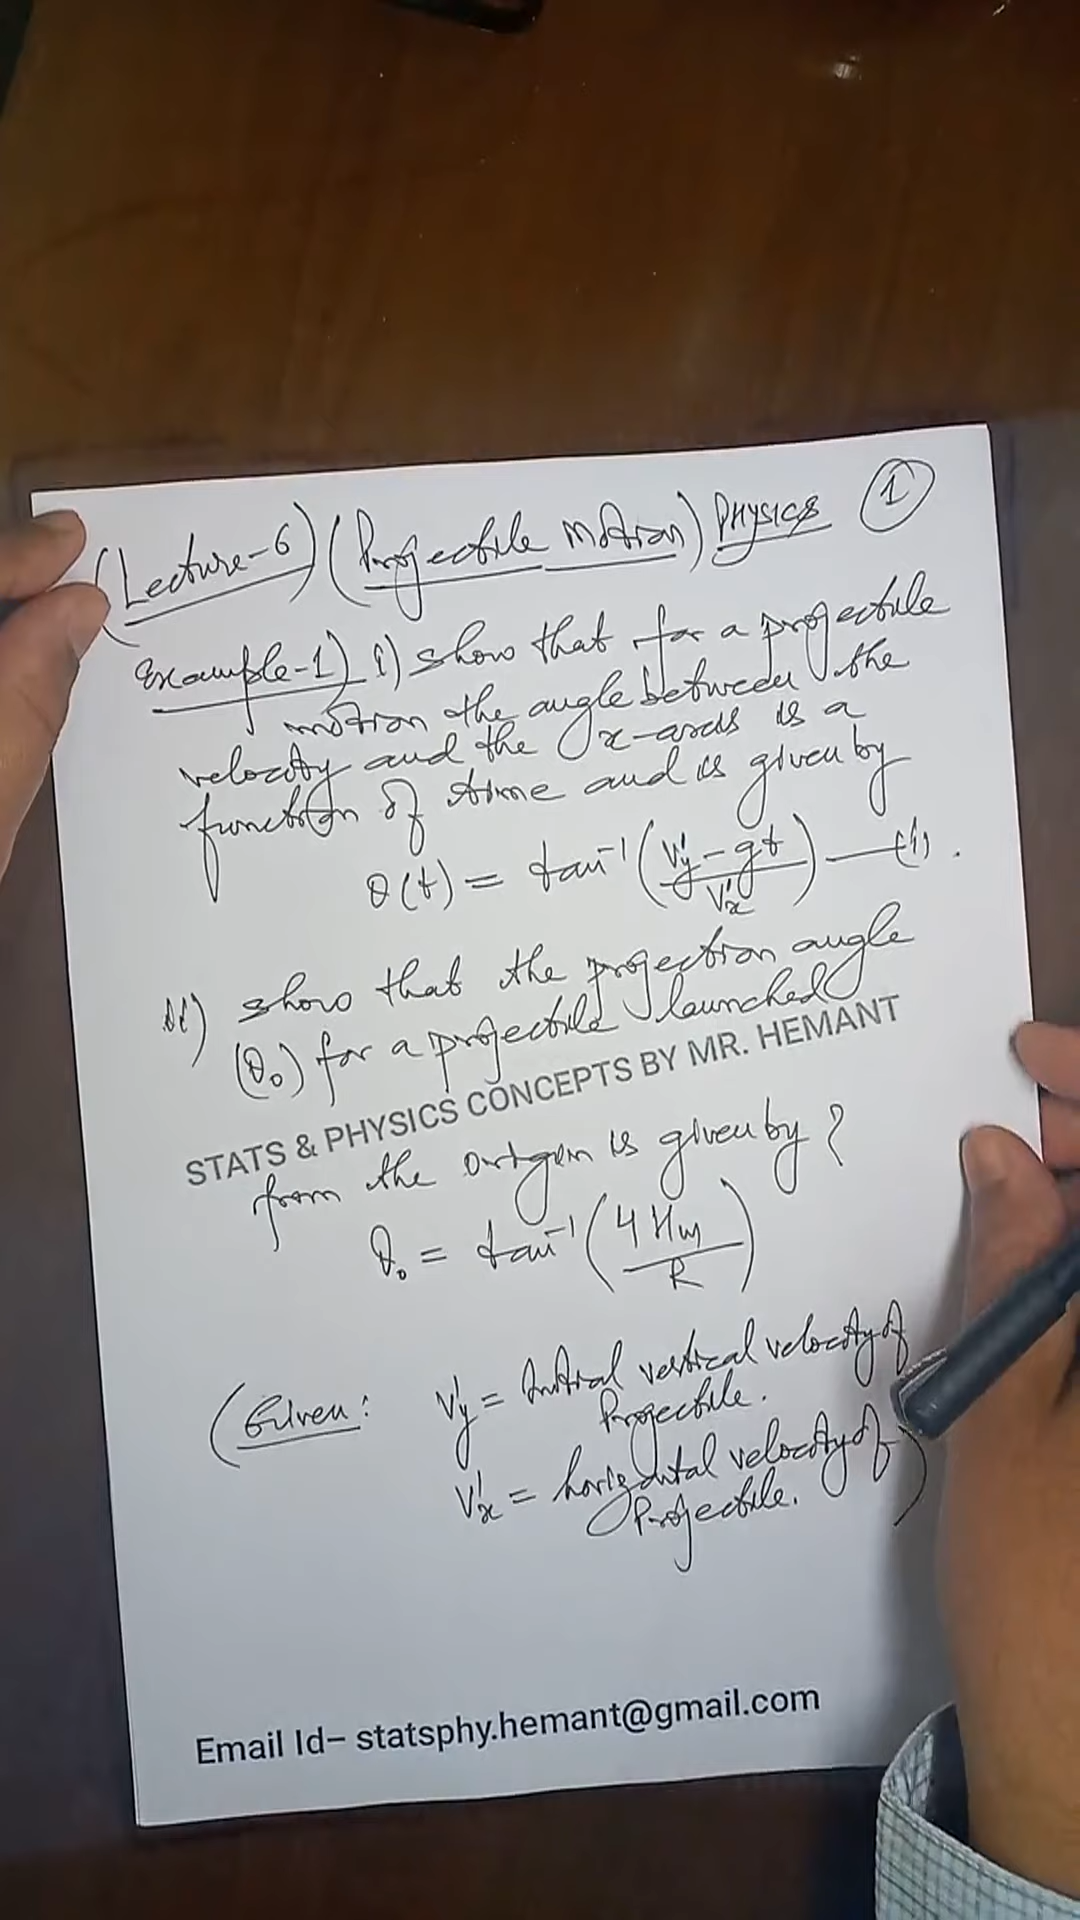 (Lecture-6) (Projectile motion) PHYSICS 1
Example-1) i) show that for a projectile
motion the angle between the
velocity and the x-axis is a
function of time and is given by
θ(t) = tan⁻¹ ((V'y - gt)/V'x) — (1).
ii) show that the projection angle
(θ₀) for a projectile launched
STATS & PHYSICS CONCEPTS BY MR. HEMANT
from the origin is given by?
θ₀ = tan⁻¹ (4Hm/R)
(Given: V'y = Initial vertical velocity of
Projectile.
V'x = horizontal velocity of
Projectile.)
Email Id– statsphy.hemant@gmail.com